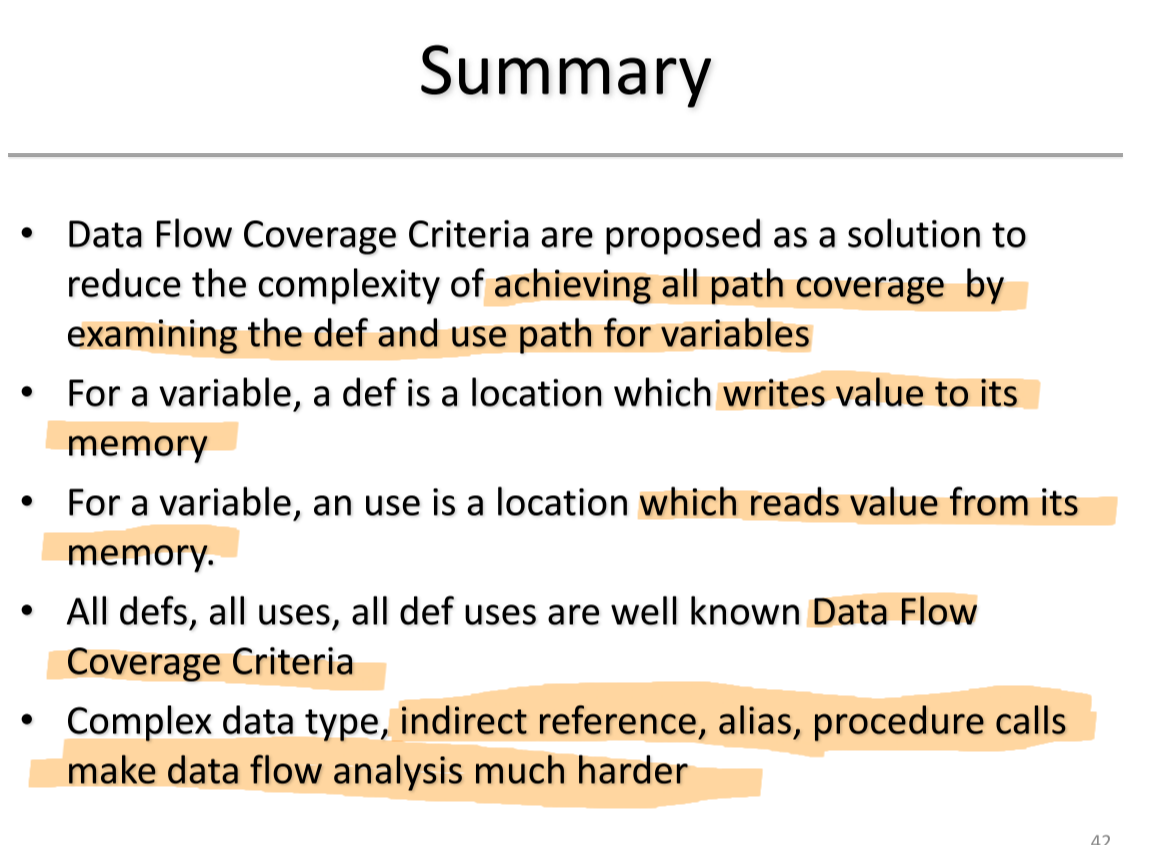 Summary
• Data Flow Coverage Criteria are proposed as a solution to
reduce the complexity of achieving all path coverage by
examining the def and use path for variables
• For a variable, a def is a location which writes value to its
memory
• For a variable, an use is a location which reads value from its
memory.
• All defs, all uses, all def uses are well known Data Flow
Coverage Criteria
• Complex data type, indirect reference, alias, procedure calls
make data flow analysis much harder
42